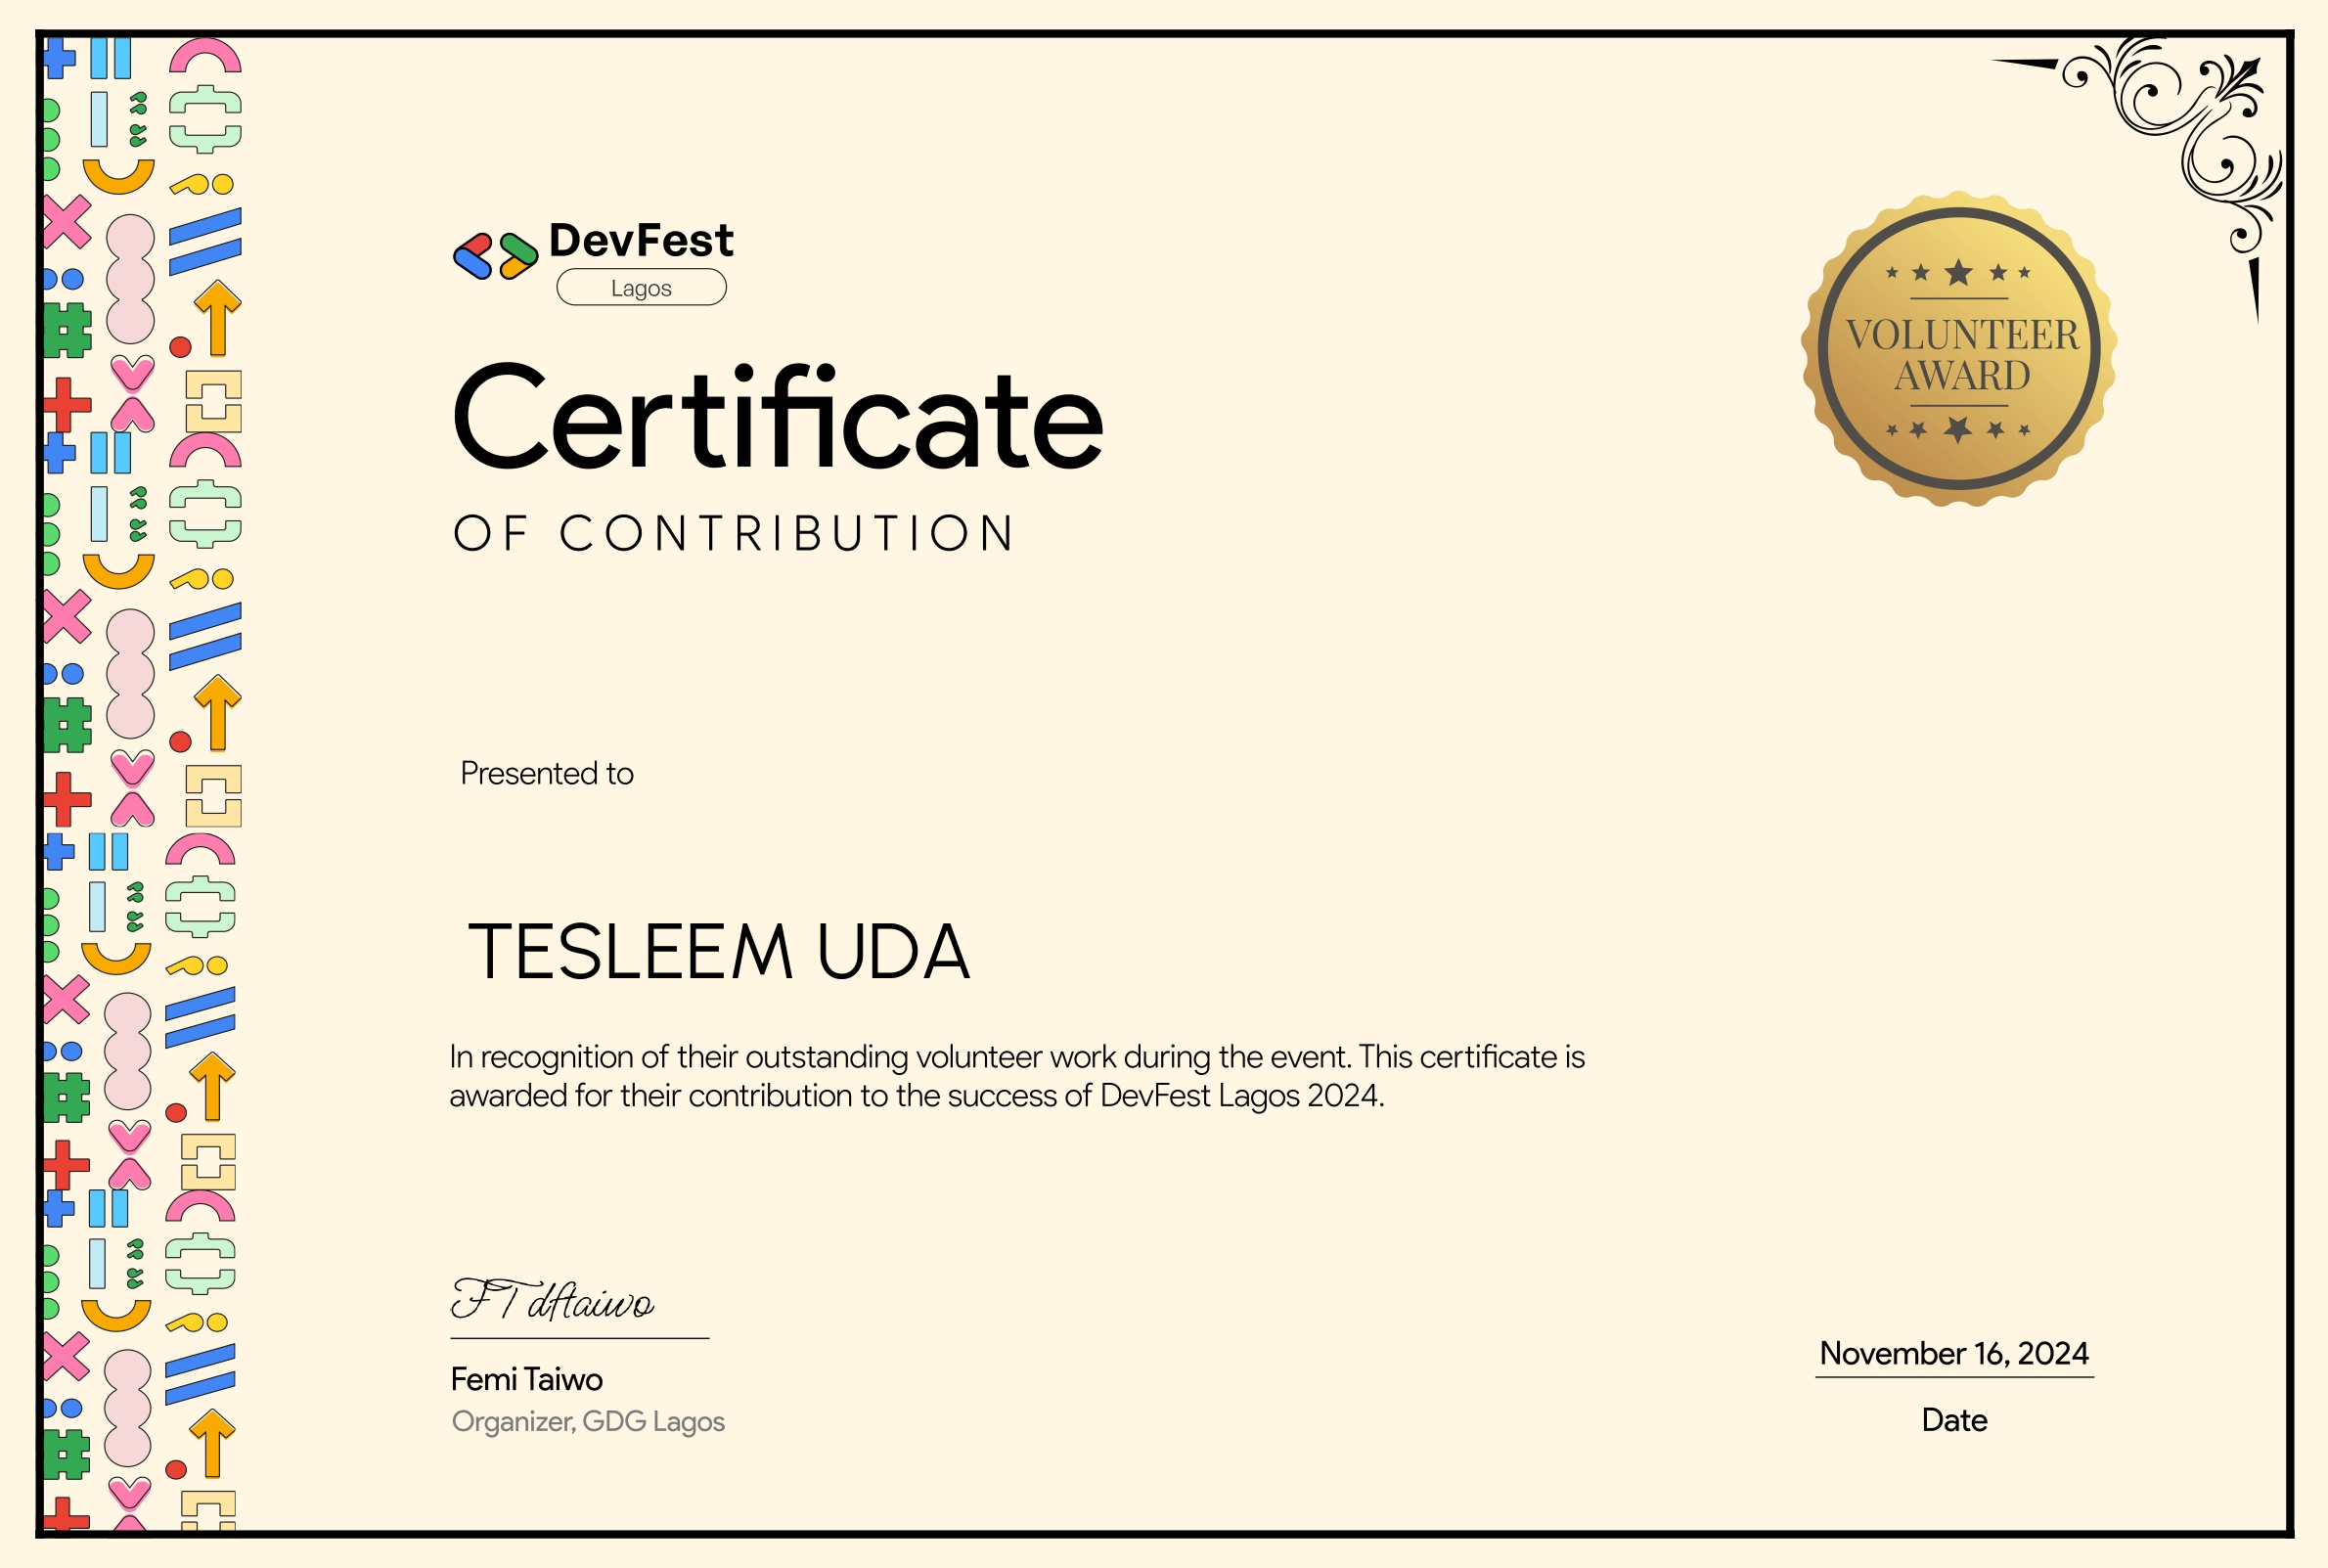 DevFest
Lagos
VOLUNTEER
AWARD
Certificate
OF CONTRIBUTION
Presented to
TESLEEM UDA
In recognition of their outstanding volunteer work during the event. This certificate is
awarded for their contribution to the success of DevFest Lagos 2024.
FT dftaiwo
Femi Taiwo
Organizer, GDG Lagos
November 16, 2024
Date